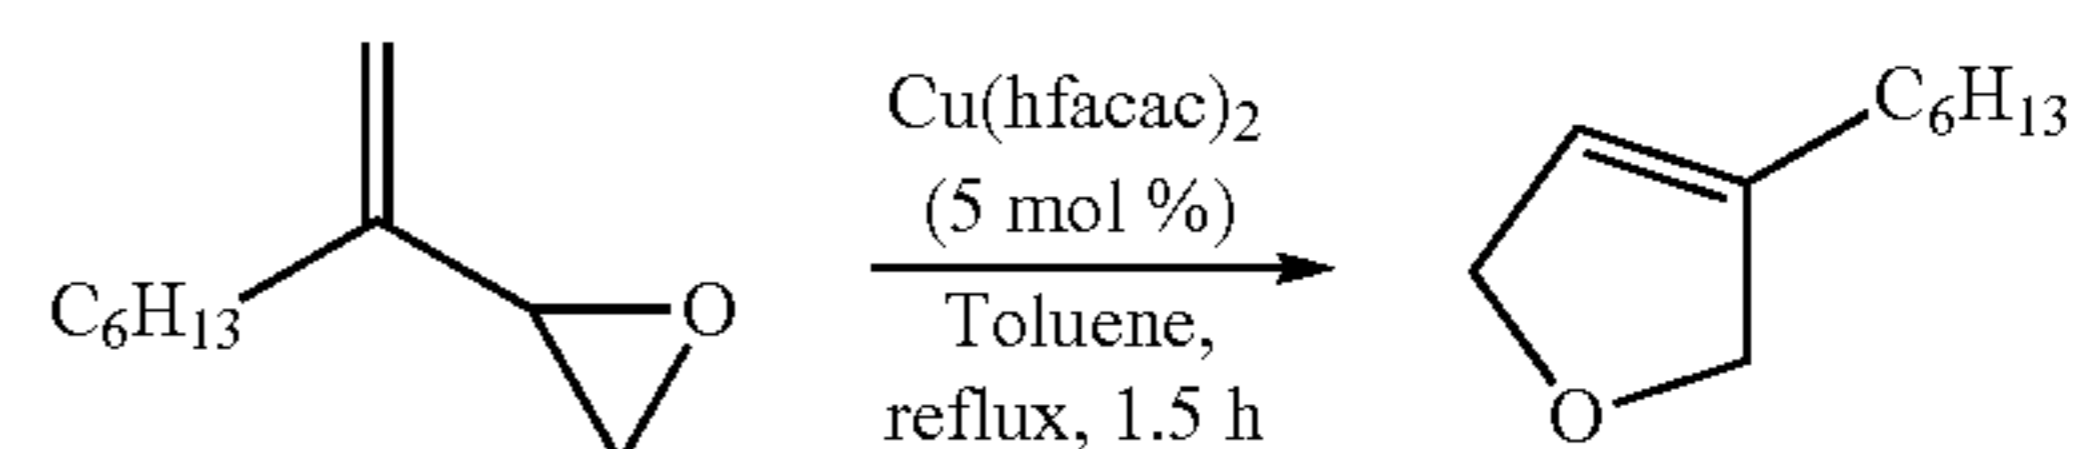 C₆H₁₃
O
Cu(hfacac)₂
(5 mol %)
Toluene,
reflux, 1.5 h
C₆H₁₃
O